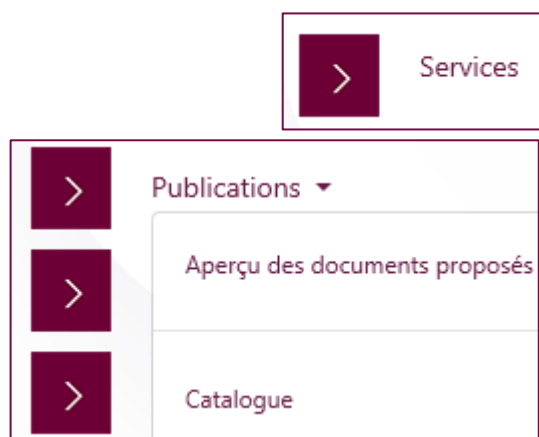 Services
Publications
Aperçu des documents proposés
Catalogue